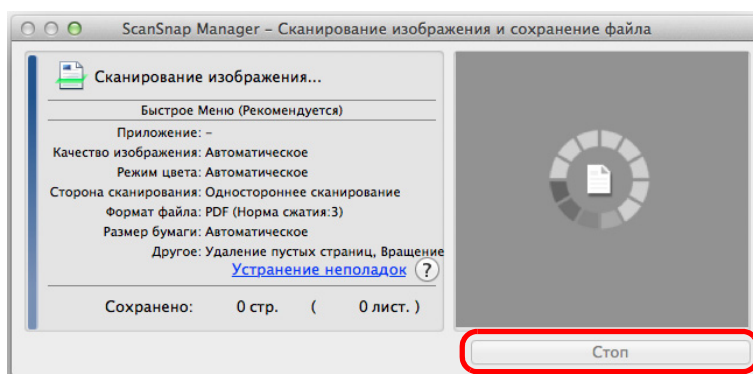 ScanSnap Manager – Сканирование изображения и сохранение файла
Сканирование изображения...
Быстрое Меню (Рекомендуется)
Приложение: –
Качество изображения: Автоматическое
Режим цвета: Автоматическое
Сторона сканирования: Одностороннее сканирование
Формат файла: PDF (Норма сжатия:3)
Размер бумаги: Автоматическое
Другое: Удаление пустых страниц, Вращение
Устранение неполадок ?
Сохранено: 0 стр. ( 0 лист. )
Стоп